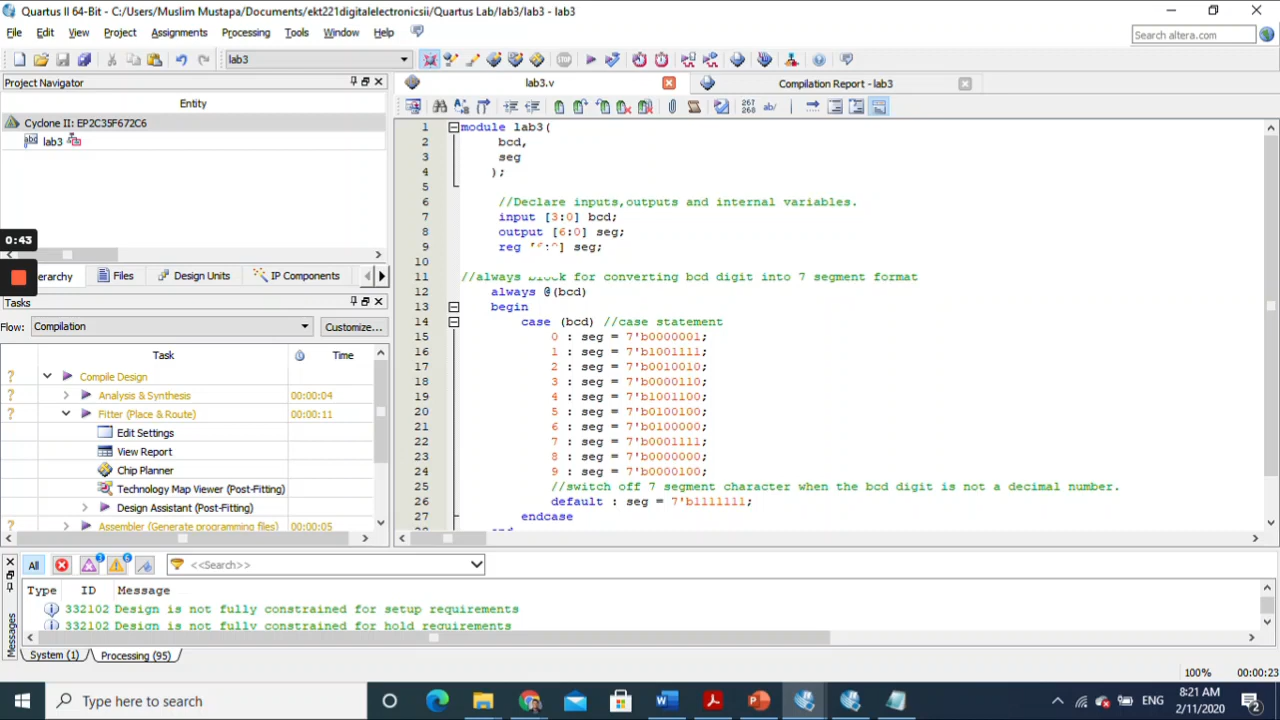 Quartus II 64-Bit - C:/Users/Muslim Mustapa/Documents/ekt221digitalelectronicsii/Quartus Lab/lab3/lab3 - lab3
File Edit View Project Assignments Processing Tools Window Help
Search altera.com
lab3
Project Navigator
lab3.v
Compilation Report - lab3
Entity
Cyclone II: EP2C35F672C6
lab3
267
268
ab/
1 module lab3(
2 bcd,
3 seg
4 );
5
6 //Declare inputs,outputs and internal variables.
7 input [3:0] bcd;
8 output [6:0] seg;
9 reg [6:0] seg;
10
11 //always block for converting bcd digit into 7 segment format
12 always @(bcd)
13 begin
14 case (bcd) //case statement
15 0 : seg = 7'b0000001;
16 1 : seg = 7'b1001111;
17 2 : seg = 7'b0010010;
18 3 : seg = 7'b0000110;
19 4 : seg = 7'b1001100;
20 5 : seg = 7'b0100100;
21 6 : seg = 7'b0100000;
22 7 : seg = 7'b0001111;
23 8 : seg = 7'b0000000;
24 9 : seg = 7'b0000100;
25 //switch off 7 segment character when the bcd digit is not a decimal number.
26 default : seg = 7'b1111111;
27 endcase
0:43
erarchy Files Design Units IP Components
Tasks
Flow: Compilation Customize...
Task Time
Compile Design
Analysis & Synthesis 00:00:04
Fitter (Place & Route) 00:00:11
Edit Settings
View Report
Chip Planner
Technology Map Viewer (Post-Fitting)
Design Assistant (Post-Fitting)
Assembler (Generate programming files) 00:00:05
All <<Search>>
Type ID Message
332102 Design is not fully constrained for setup requirements
332102 Design is not fully constrained for hold requirements
Messages
System (1) Processing (95)
100% 00:00:23
Type here to search
ENG
8:21 AM
2/11/2020
2